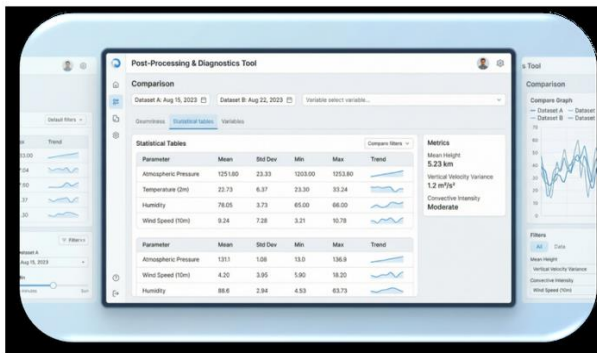 Post-Processing & Diagnostics Tool
Comparison
Dataset A: Aug 15, 2023
Dataset B: Aug 22, 2023
Variable select variable...
Statistical tables
Variables
Statistical Tables
Compare filters
Parameter Mean Std Dev Min Max Trend
Atmospheric Pressure 1251.80 23.33 1203.00 1253.80
Temperature (2m) 22.73 6.37 23.30 33.24
Humidity 78.05 3.73 65.00 88.00
Wind Speed (10m) 9.24 7.28 3.21 10.78
Parameter Mean Std Dev Min Max Trend
Atmospheric Pressure 131.1 1.08 13.0 136.9
Wind Speed (10m) 4.20 3.95 5.90 18.20
Humidity 88.6 2.94 4.53 63.73
Metrics
Mean Height
5.23 km
Vertical Velocity Variance
1.2 m²/s²
Convective Intensity
Moderate
Default filters
Trend
Aug 15, 2023
s Tool
Comparison
Compare Graph
Dataset A
Dataset
Dataset B
Dataset
Filters
All
Data
Mean Height
Vertical Velocity Variance
Convective Intensity
Wind Speed (10m)